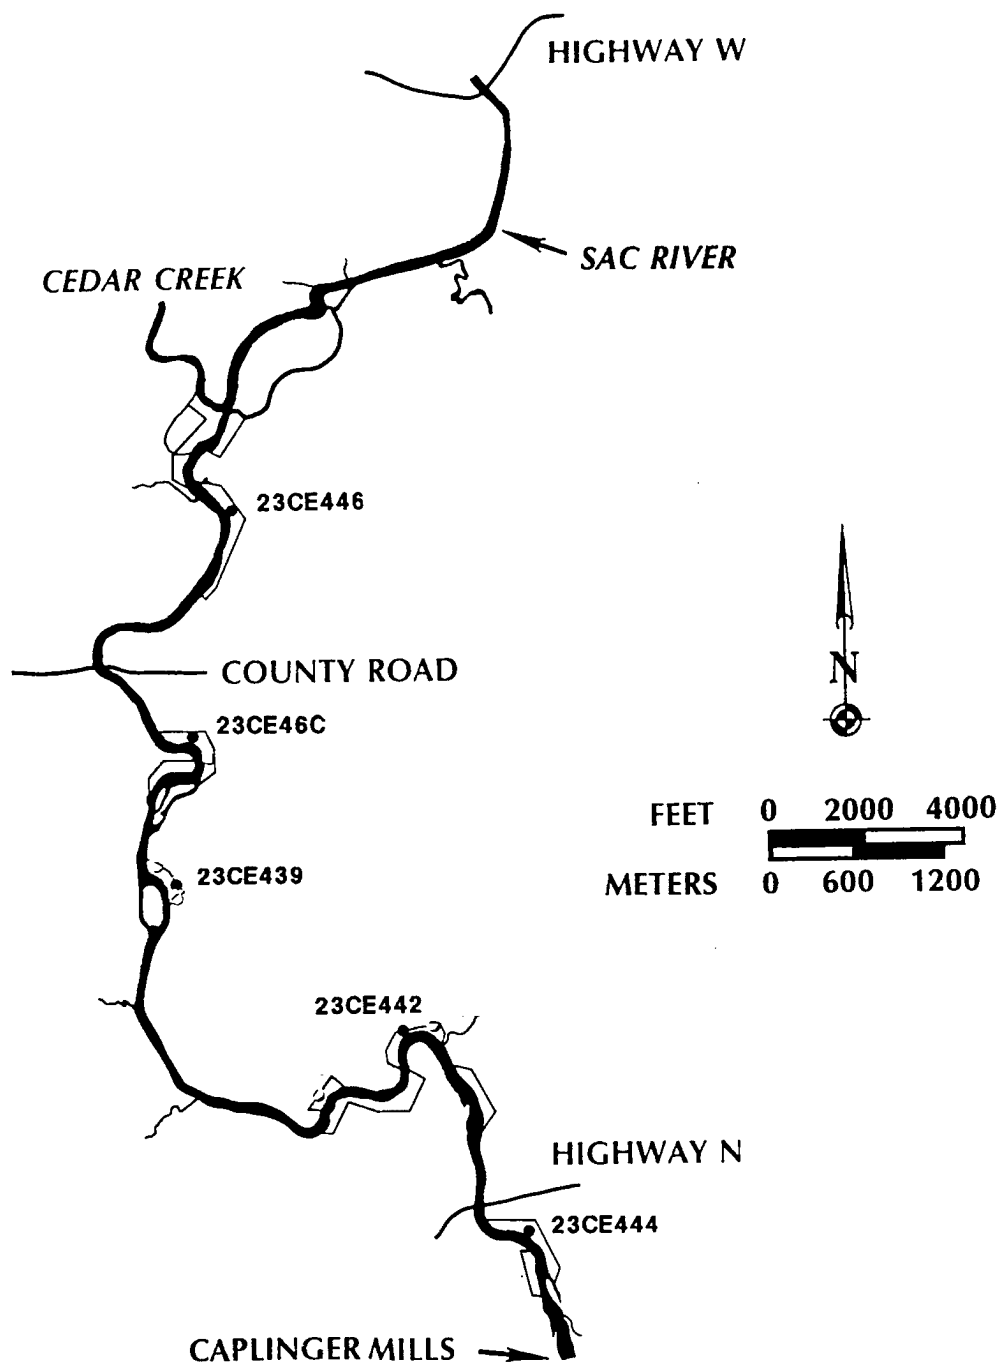 HIGHWAY W
SAC RIVER
CEDAR CREEK
23CE446
COUNTY ROAD
N
23CE46C
FEET 0 2000 4000
METERS 0 600 1200
23CE439
23CE442
HIGHWAY N
23CE444
CAPLINGER MILLS